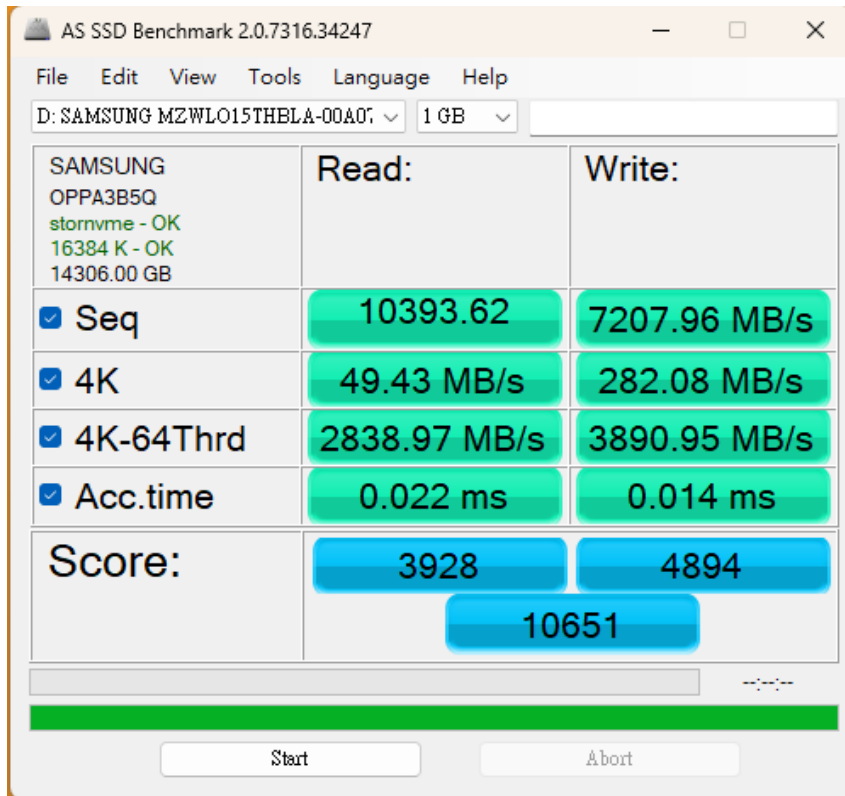 AS SSD Benchmark 2.0.7316.34247
File Edit View Tools Language Help
D: SAMSUNG MZWLO15THBLA-00A07 1 GB
SAMSUNG
OPPA3B5Q
stornvme - OK
16384 K - OK
14306.00 GB
Read: Write:
Seq 10393.62 7207.96 MB/s
4K 49.43 MB/s 282.08 MB/s
4K-64Thrd 2838.97 MB/s 3890.95 MB/s
Acc.time 0.022 ms 0.014 ms
Score: 3928 4894
10651
--:--:--
Start Abort